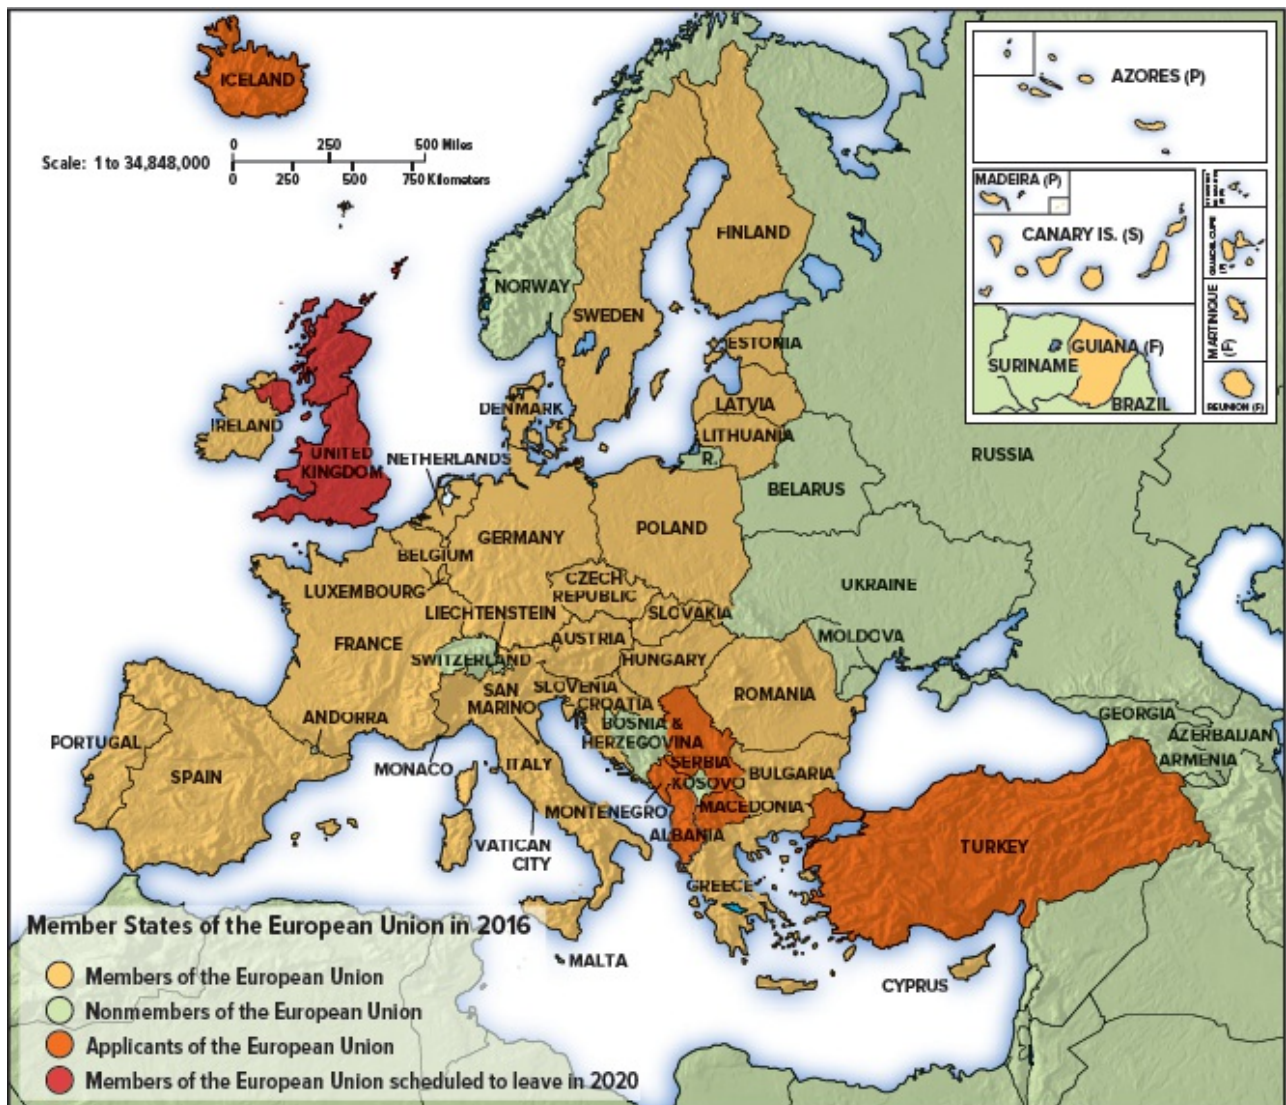 ICELAND
0 250 500 Miles
Scale: 1 to 34,848,000
0 250 500 750 Kilometers
AZORES (P)
MADEIRA (P)
CANARY IS. (S)
GUADELOUPE
(F)
MARTINIQUE
(F)
GUIANA (F)
SURINAME
BRAZIL
REUNION (F)
FINLAND
NORWAY
SWEDEN
ESTONIA
LATVIA
LITHUANIA
R.
DENMARK
IRELAND
UNITED
KINGDOM
NETHERLANDS
RUSSIA
BELARUS
POLAND
GERMANY
BELGIUM
LUXEMBOURG
CZECH
REPUBLIC
UKRAINE
LIECHTENSTEIN
SLOVAKIA
FRANCE
AUSTRIA
MOLDOVA
SWITZERLAND
HUNGARY
SAN
MARINO
SLOVENIA
CROATIA
ROMANIA
ANDORRA
BOSNIA &
HERZEGOVINA
GEORGIA
AZERBAIJAN
ARMENIA
PORTUGAL
SPAIN
MONACO
ITALY
SERBIA
KOSOVO
BULGARIA
MONTENEGRO
MACEDONIA
ALBANIA
VATICAN
CITY
TURKEY
GREECE
MALTA
CYPRUS
Member States of the European Union in 2016
Members of the European Union
Nonmembers of the European Union
Applicants of the European Union
Members of the European Union scheduled to leave in 2020